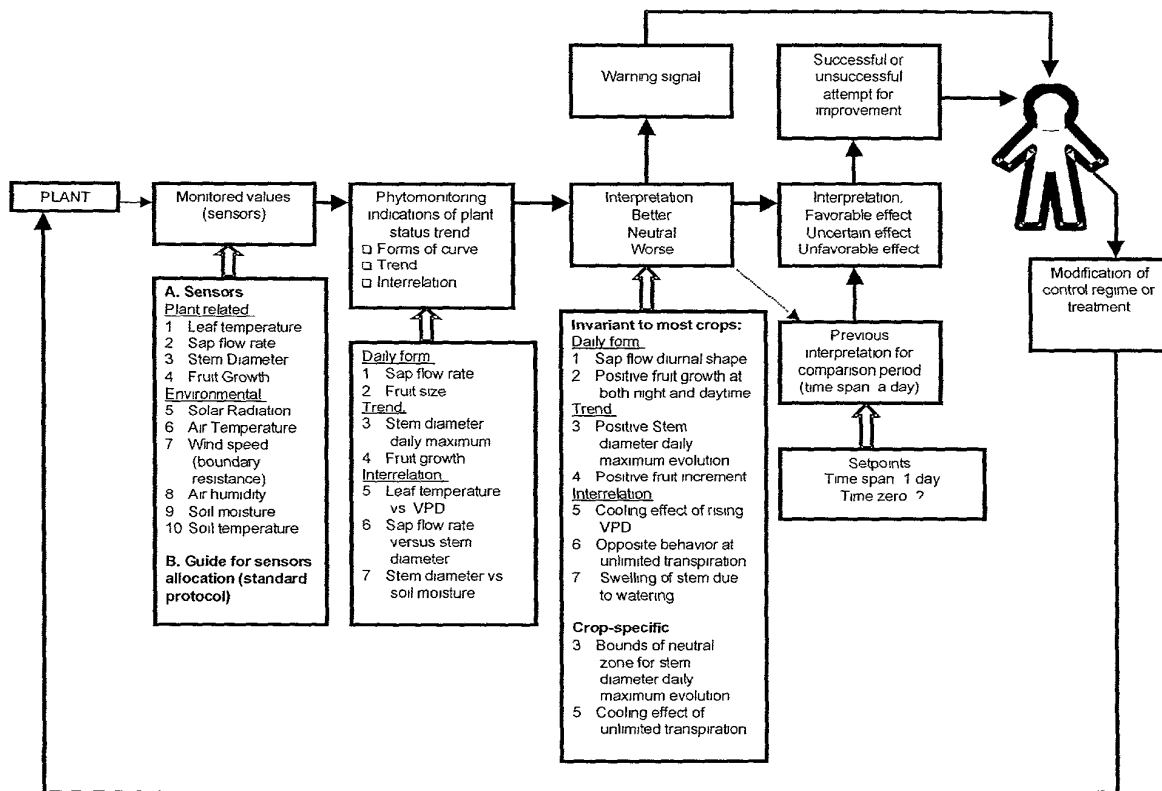 Warning signal
Successful or
unsuccessful
attempt for
improvement
PLANT
Monitored values
(sensors)
Phytomonitoring
indications of plant
status trend
□ Forms of curve
□ Trend
□ Interrelation
Interpretation
Better
Neutral
Worse
Interpretation.
Favorable effect
Uncertain effect
Unfavorable effect
Modification of
control regime or
treatment
A. Sensors
Plant related
1 Leaf temperature
2 Sap flow rate
3 Stem Diameter
4 Fruit Growth
Environmental
5 Solar Radiation
6 Air Temperature
7 Wind speed
(boundary
resistance)
8 Air humidity
9 Soil moisture
10 Soil temperature
B. Guide for sensors
allocation (standard
protocol)
Daily form
1 Sap flow rate
2 Fruit size
Trend.
3 Stem diameter
daily maximum
4 Fruit growth
Interrelation
5 Leaf temperature
vs VPD
6 Sap flow rate
versus stem
diameter
7 Stem diameter vs
soil moisture
Invariant to most crops:
Daily form
1 Sap flow diurnal shape
2 Positive fruit growth at
both night and daytime
Trend
3 Positive Stem
diameter daily
maximum evolution
4 Positive fruit increment
Interrelation
5 Cooling effect of rising
VPD
6 Opposite behavior at
unlimited transpiration
7 Swelling of stem due
to watering
Crop-specific
3 Bounds of neutral
zone for stem
diameter daily
maximum evolution
5 Cooling effect of
unlimited transpiration
Previous
interpretation for
comparison period
(time span a day)
Setpoints
Time span 1 day
Time zero ?